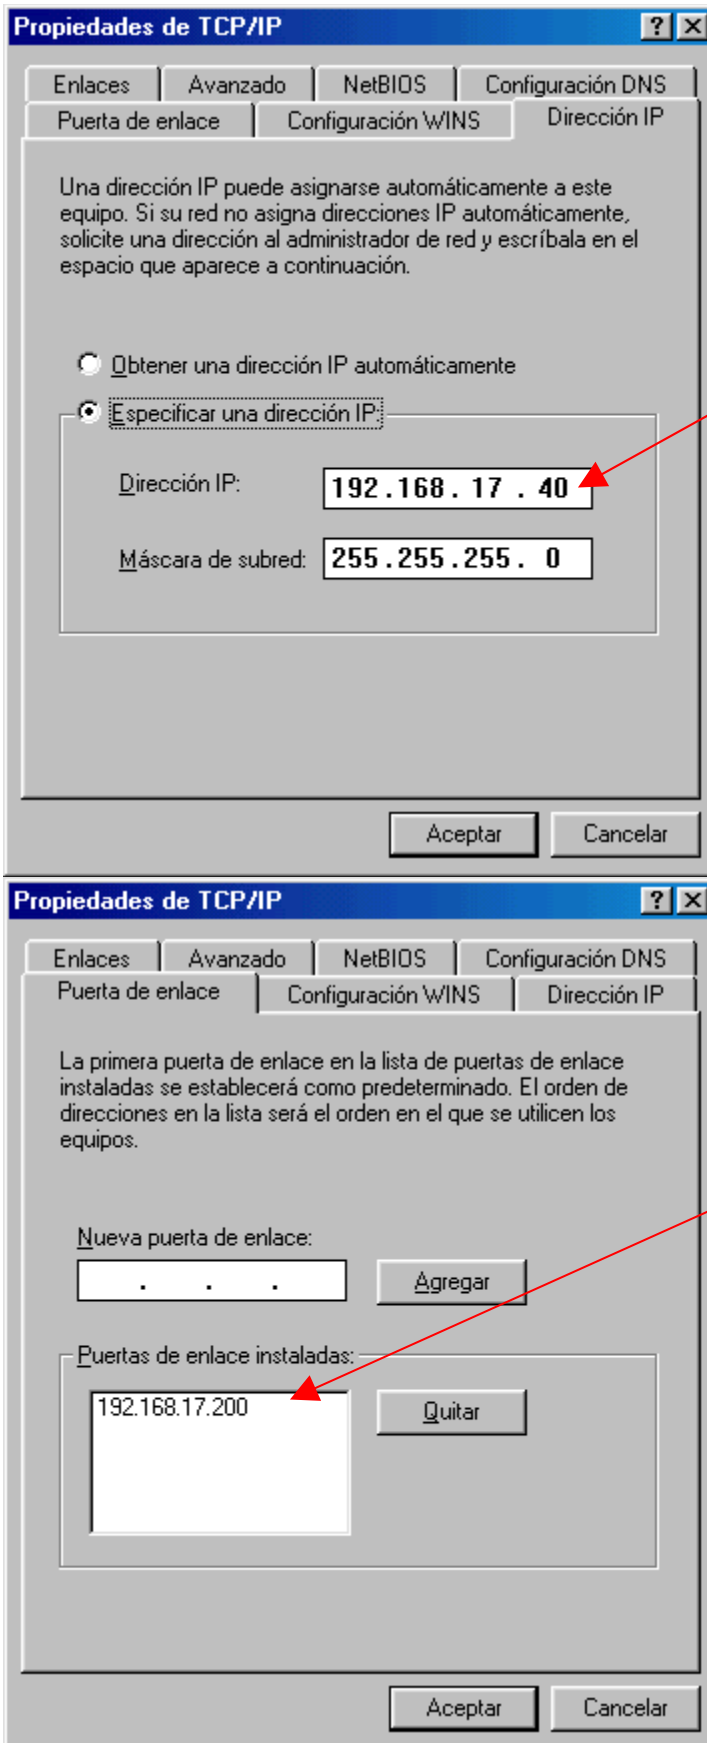 Propiedades de TCP/IP
Enlaces Avanzado NetBIOS Configuración DNS
Puerta de enlace Configuración WINS Dirección IP
Una dirección IP puede asignarse automáticamente a este
equipo. Si su red no asigna direcciones IP automáticamente,
solicite una dirección al administrador de red y escríbala en el
espacio que aparece a continuación.
Obtener una dirección IP automáticamente
Especificar una dirección IP:
Dirección IP: 192.168. 17 . 40
Máscara de subred: 255.255.255. 0
Aceptar Cancelar
Propiedades de TCP/IP
Enlaces Avanzado NetBIOS Configuración DNS
Puerta de enlace Configuración WINS Dirección IP
La primera puerta de enlace en la lista de puertas de enlace
instaladas se establecerá como predeterminado. El orden de
direcciones en la lista será el orden en el que se utilicen los
equipos.
Nueva puerta de enlace:
. . . Agregar
Puertas de enlace instaladas:
192.168.17.200 Quitar
Aceptar Cancelar